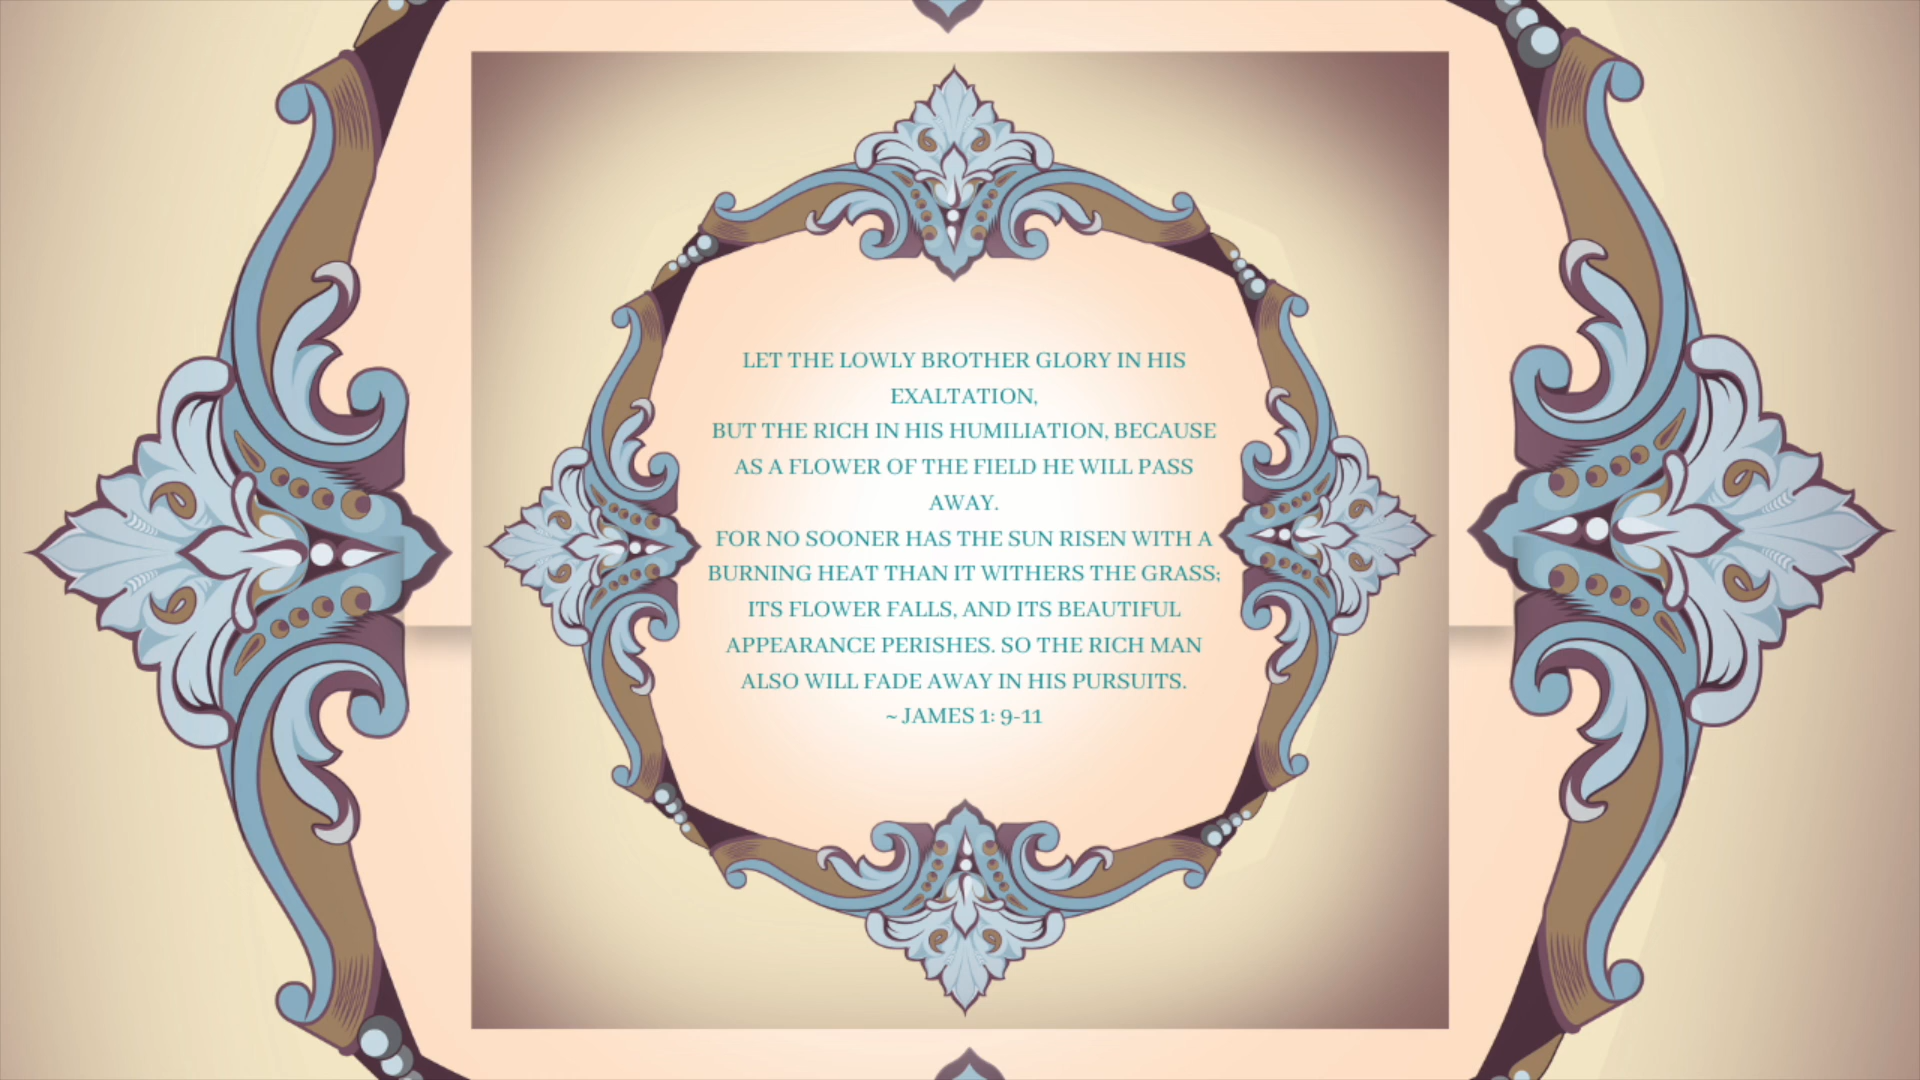 LET THE LOWLY BROTHER GLORY IN HIS
EXALTATION,
BUT THE RICH IN HIS HUMILIATION, BECAUSE
AS A FLOWER OF THE FIELD HE WILL PASS
AWAY.
FOR NO SOONER HAS THE SUN RISEN WITH A
BURNING HEAT THAN IT WITHERS THE GRASS;
ITS FLOWER FALLS, AND ITS BEAUTIFUL
APPEARANCE PERISHES. SO THE RICH MAN
ALSO WILL FADE AWAY IN HIS PURSUITS.
~ JAMES 1: 9-11